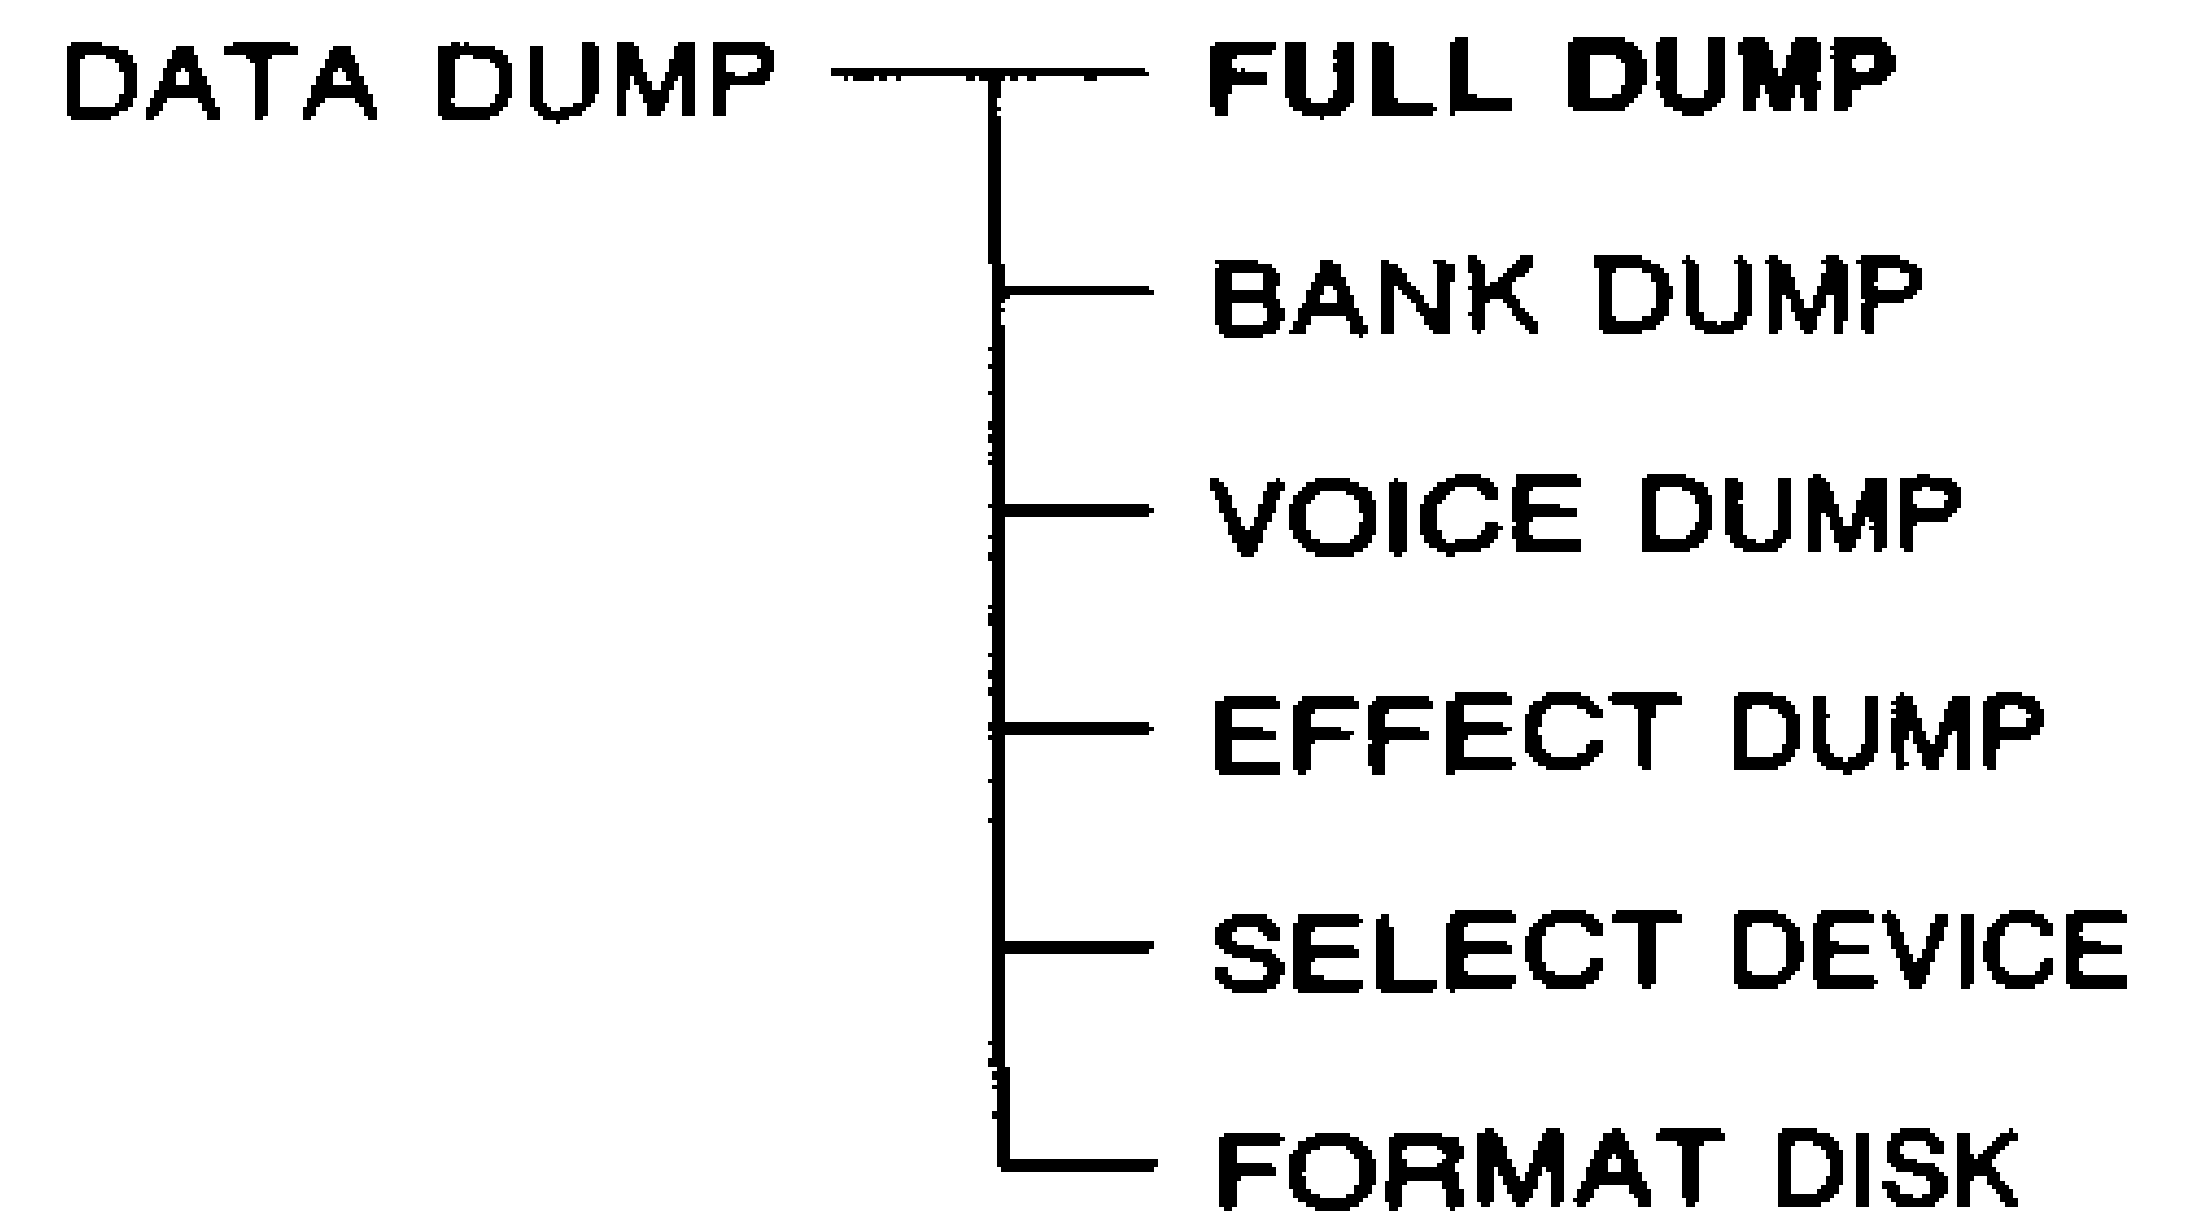 DATA DUMP FULL DUMP
BANK DUMP
VOICE DUMP
EFFECT DUMP
SELECT DEVICE
FORMAT DISK